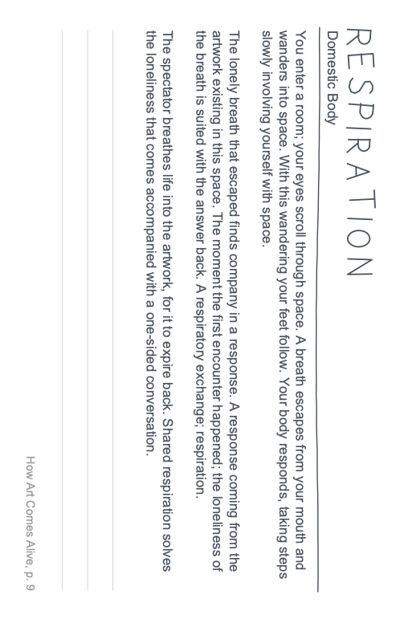 RESPIRATION
Domestic Body
You enter a room; your eyes scroll through space. A breath escapes from your mouth and
wanders into space. With this wandering your feet follow. Your body responds, taking steps
slowly involving yourself with space.
The lonely breath that escaped finds company in a response. A response coming from the
artwork existing in this space. The moment the first encounter happened; the loneliness of
the breath is suited with the answer back. A respiratory exchange; respiration.
The spectator breathes life into the artwork, for it to expire back. Shared respiration solves
the loneliness that comes accompanied with a one-sided conversation.
How Art Comes Alive, p. 9